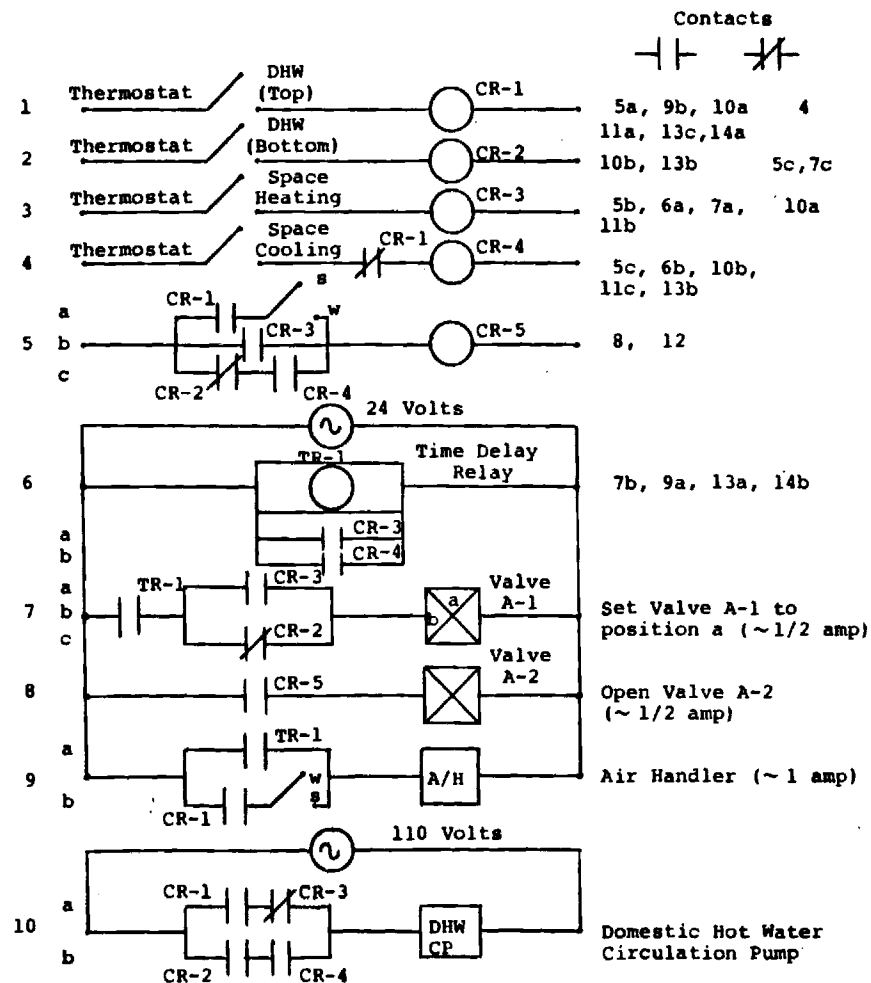 Contacts
1 Thermostat DHW (Top) CR-1 5a, 9b, 10a 4
11a, 13c,14a
2 Thermostat DHW (Bottom) CR-2 10b, 13b 5c,7c
3 Thermostat Space Heating CR-3 5b, 6a, 7a, 10a
11b
4 Thermostat Space Cooling CR-1 CR-4 5c, 6b, 10b,
11c, 13b
a CR-1 s w
5 b CR-3 CR-5 8, 12
c CR-2 CR-4
24 Volts
TR-1 Time Delay
6 Relay 7b, 9a, 13a, 14b
a CR-3
b CR-4
a TR-1 CR-3 Valve
7 b a b A-1 Set Valve A-1 to
c CR-2 position a (~1/2 amp)
Valve
8 CR-5 A-2 Open Valve A-2
(~ 1/2 amp)
a TR-1
9 w A/H Air Handler (~ 1 amp)
b CR-1 s
110 Volts
a CR-1 CR-3
10 DHW CP Domestic Hot Water
b CR-2 CR-4 Circulation Pump